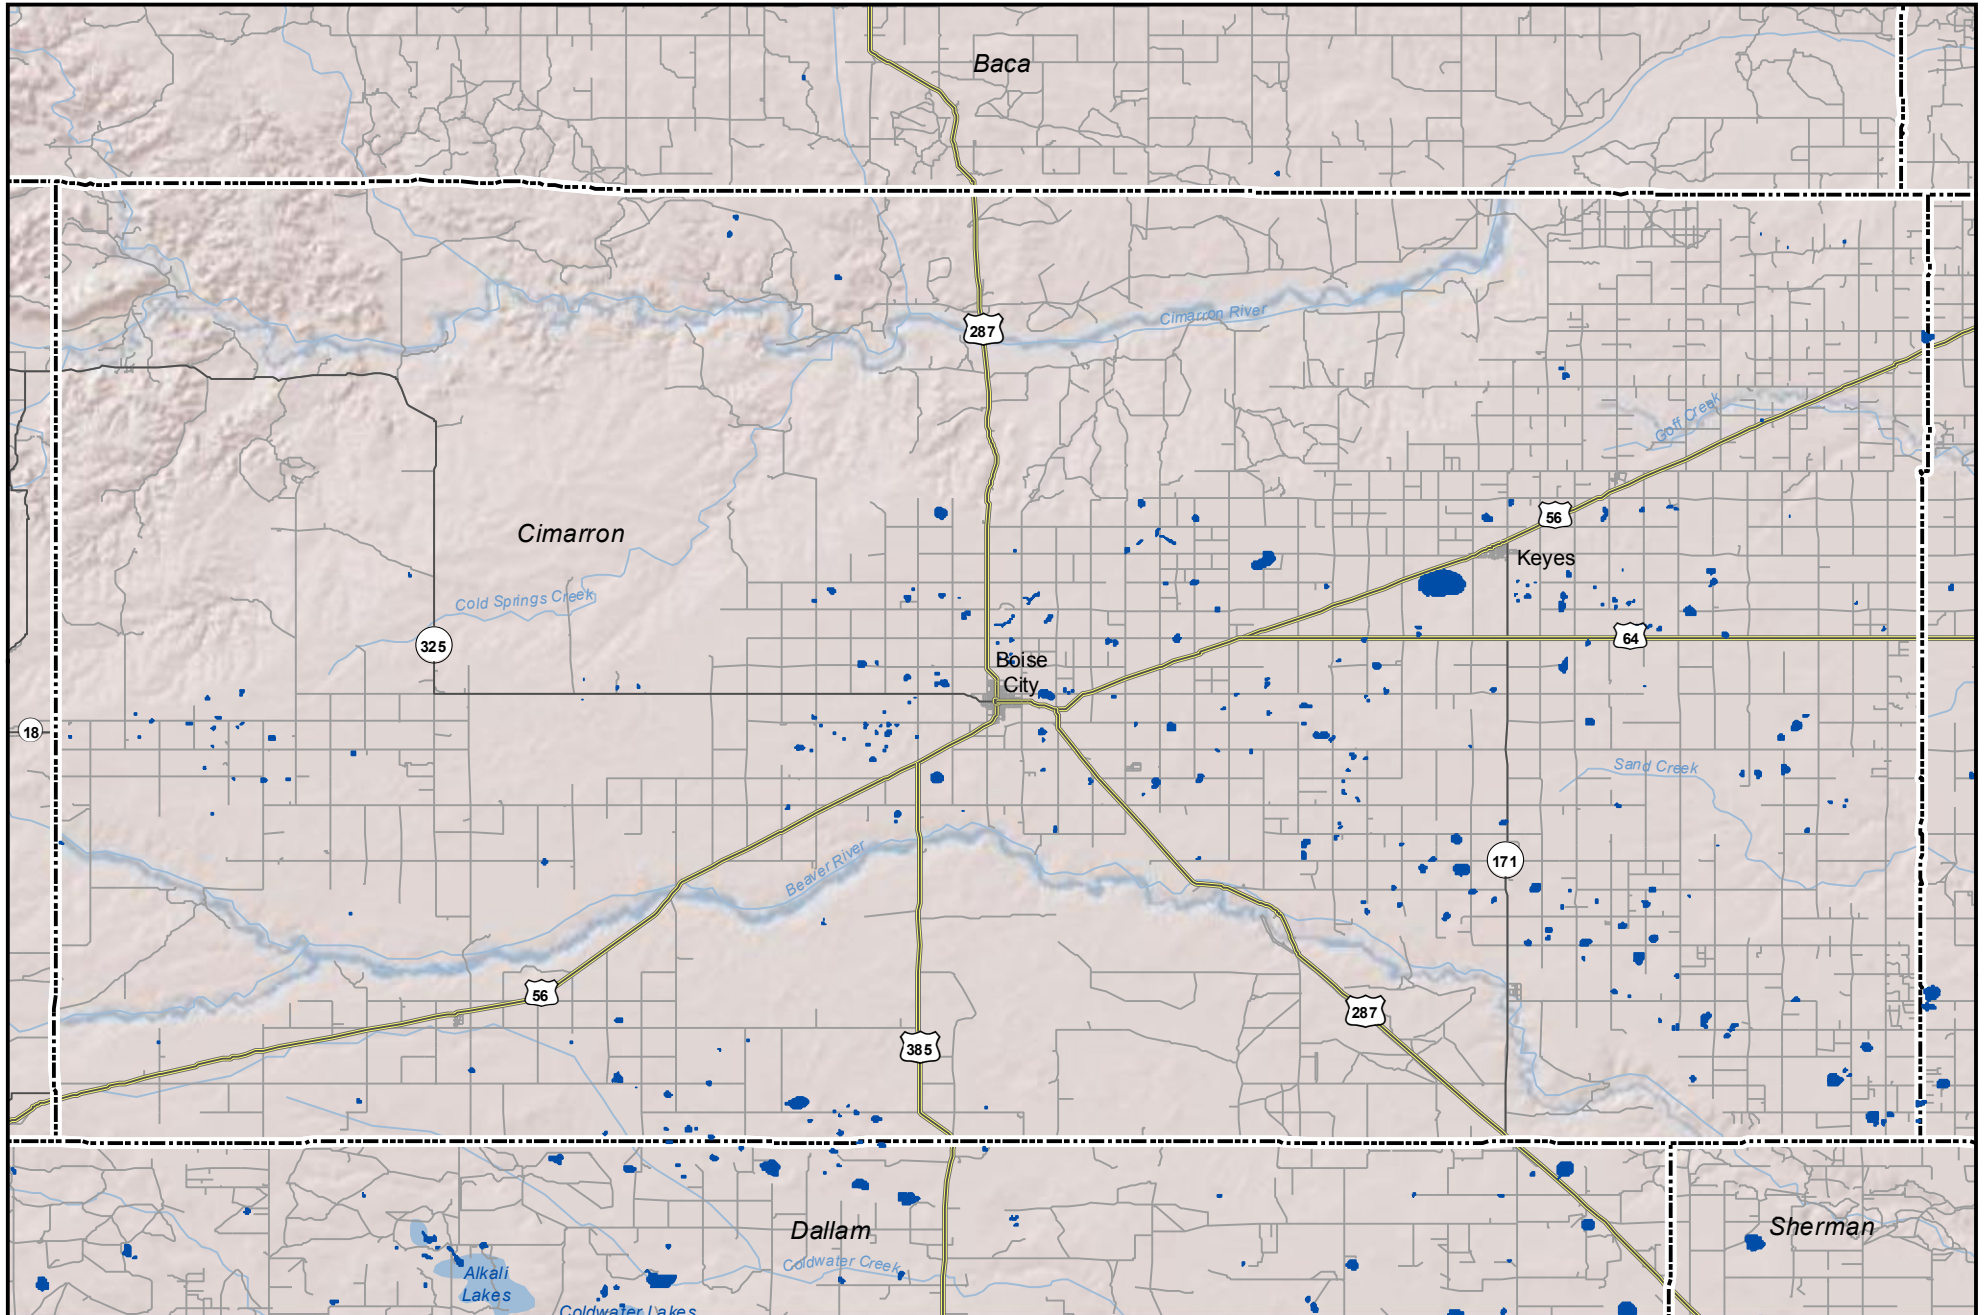 Baca
287
Cimarron River
Goff Creek
56
Cimarron
Keyes
Cold Springs Creek
325
64
Boise
City
18
Sand Creek
171
Beaver River
56
287
385
Dallam
Sherman
Coldwater Creek
Alkali
Lakes
Coldwater Lakes